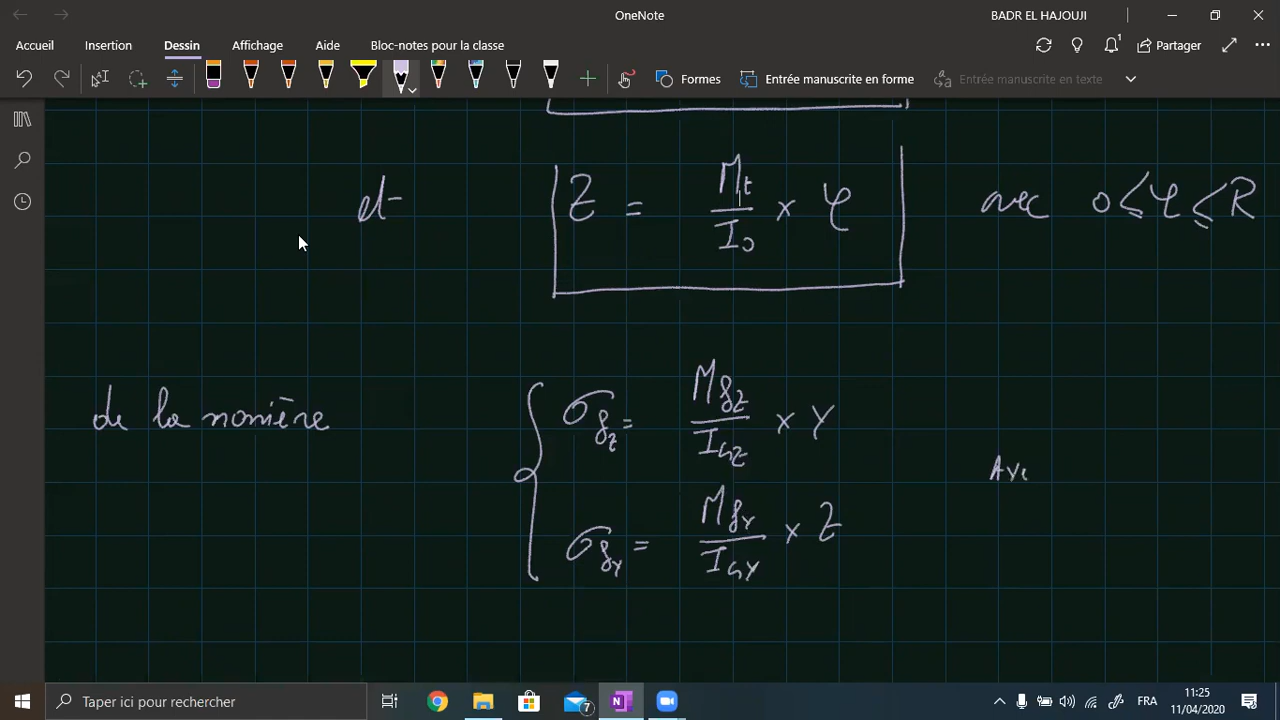 OneNote
BADR EL HAJOUJI
Accueil Insertion Dessin Affichage Aide Bloc-notes pour la classe
Partager
Formes Entrée manuscrite en forme Entrée manuscrite en texte
et Z = Mt / I0 × φ avec 0 ≤ φ ≤ R
de la manière
σfz = Mfz / IGz × Y
Ave
σfy = Mfy / IGY × Z
Taper ici pour rechercher
7
FRA
11:25
11/04/2020